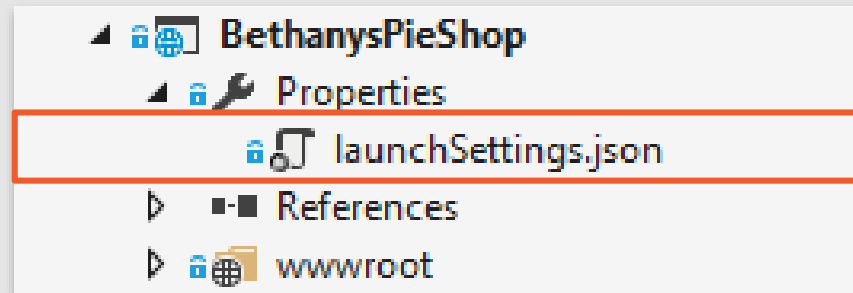 BethanysPieShop
Properties
launchSettings.json
References
wwwroot